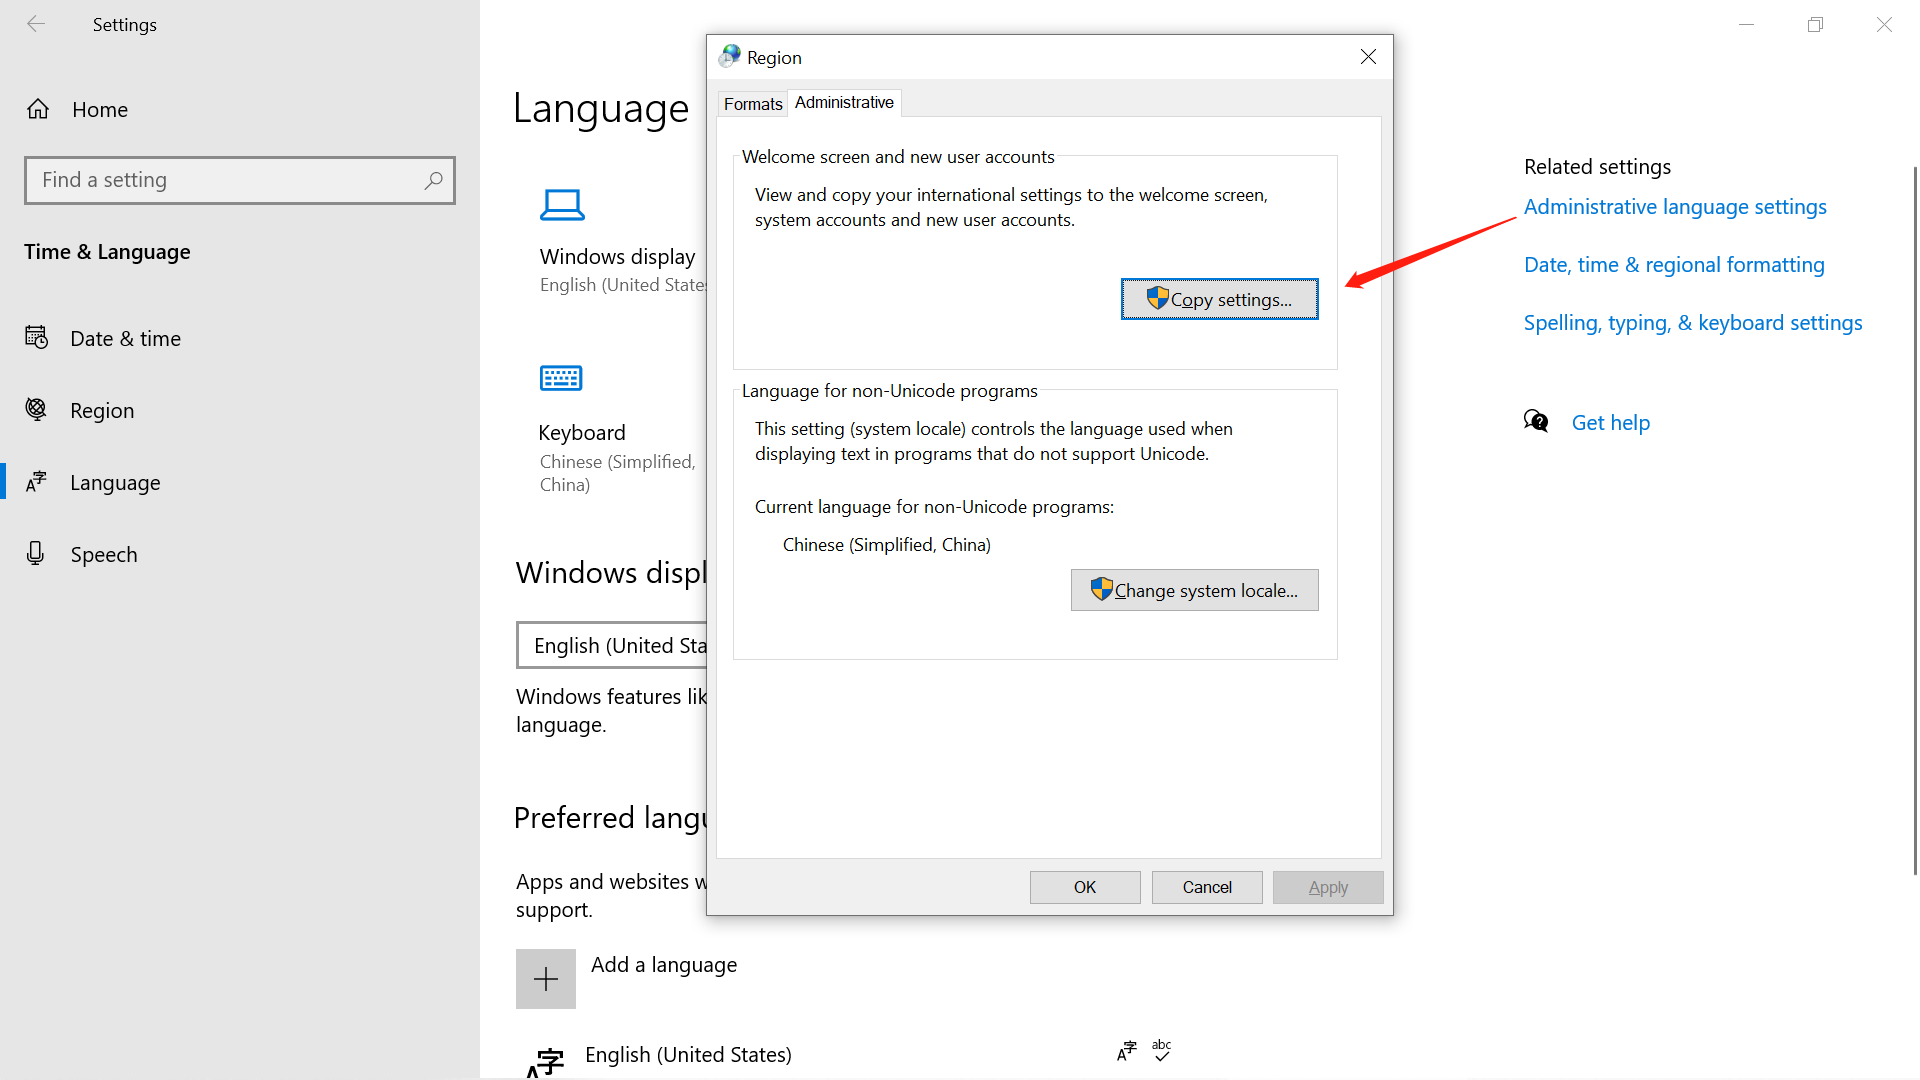 Settings
Home
Find a setting
Time & Language
Date & time
Region
Language
Speech
Language
Windows display
English (United States
Keyboard
Chinese (Simplified,
China)
Windows displ
English (United Sta
Windows features lik
language.
Preferred langu
Apps and websites w
support.
Add a language
English (United States)
A字
abc
Region
Formats
Administrative
Welcome screen and new user accounts
View and copy your international settings to the welcome screen,
system accounts and new user accounts.
Copy settings...
Language for non-Unicode programs
This setting (system locale) controls the language used when
displaying text in programs that do not support Unicode.
Current language for non-Unicode programs:
Chinese (Simplified, China)
Change system locale...
OK
Cancel
Apply
Related settings
Administrative language settings
Date, time & regional formatting
Spelling, typing, & keyboard settings
Get help